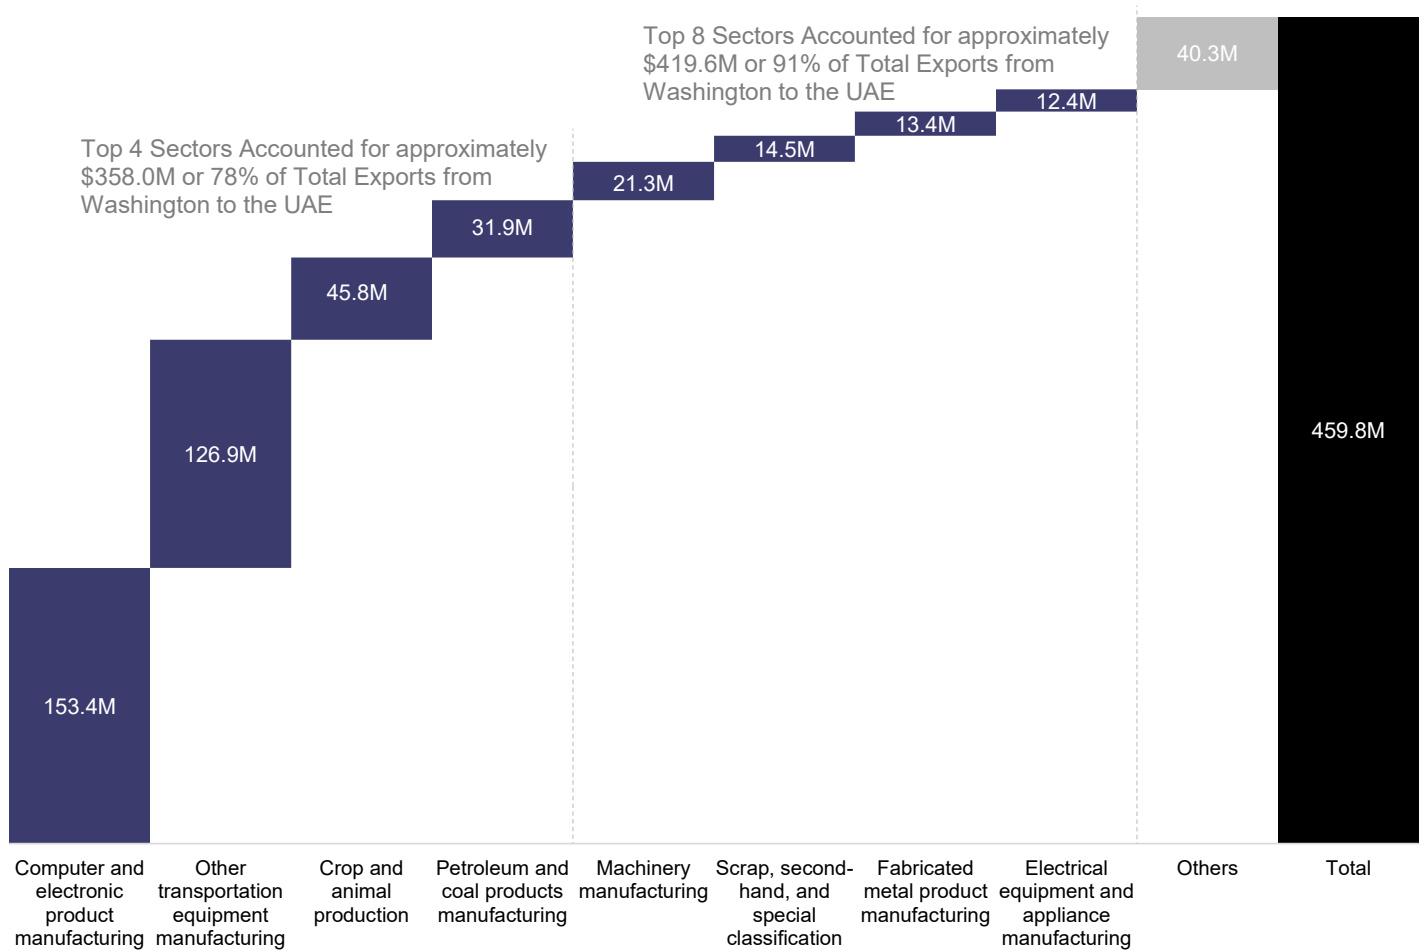 Top 8 Sectors Accounted for approximately
$419.6M or 91% of Total Exports from
Washington to the UAE
40.3M
12.4M
13.4M
14.5M
Top 4 Sectors Accounted for approximately
$358.0M or 78% of Total Exports from
Washington to the UAE
21.3M
31.9M
45.8M
126.9M
459.8M
153.4M
Computer and
electronic
product
manufacturing
Other
transportation
equipment
manufacturing
Crop and
animal
production
Petroleum and
coal products
manufacturing
Machinery
manufacturing
Scrap, second-
hand, and
special
classification
Fabricated
metal product
manufacturing
Electrical
equipment and
appliance
manufacturing
Others
Total